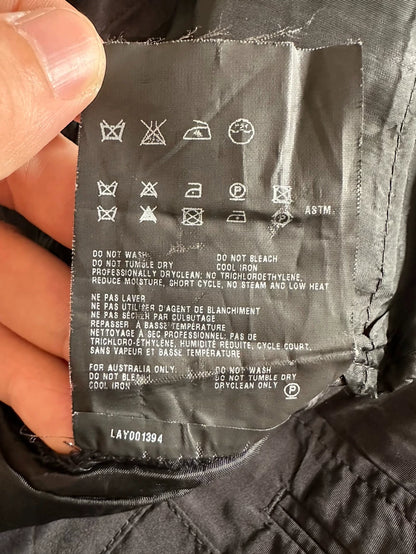 P
P
ASTM
DO NOT WASH DO NOT BLEACH
DO NOT TUMBLE DRY COOL IRON
PROFESSIONALLY DRYCLEAN: NO TRICHLOROETHYLENE,
REDUCE MOISTURE, SHORT CYCLE, NO STEAM AND LOW HEAT
NE PAS LAVER
NE PAS UTILISER D'AGENT DE BLANCHIMENT
NE PAS SÉCHER PAR CULBUTAGE
REPASSER À BASSE TEMPÉRATURE
NETTOYAGE À SEC PROFESSIONNEL: PAS DE
TRICHLORO-ÉTHYLÈNE, HUMIDITÉ RÉDUITE, CYCLE COURT,
SANS VAPEUR ET BASSE TEMPÉRATURE
FOR AUSTRALIA ONLY: DO NOT WASH
DO NOT BLEACH DO NOT TUMBLE DRY
COOL IRON DRYCLEAN ONLY P
LAY001394